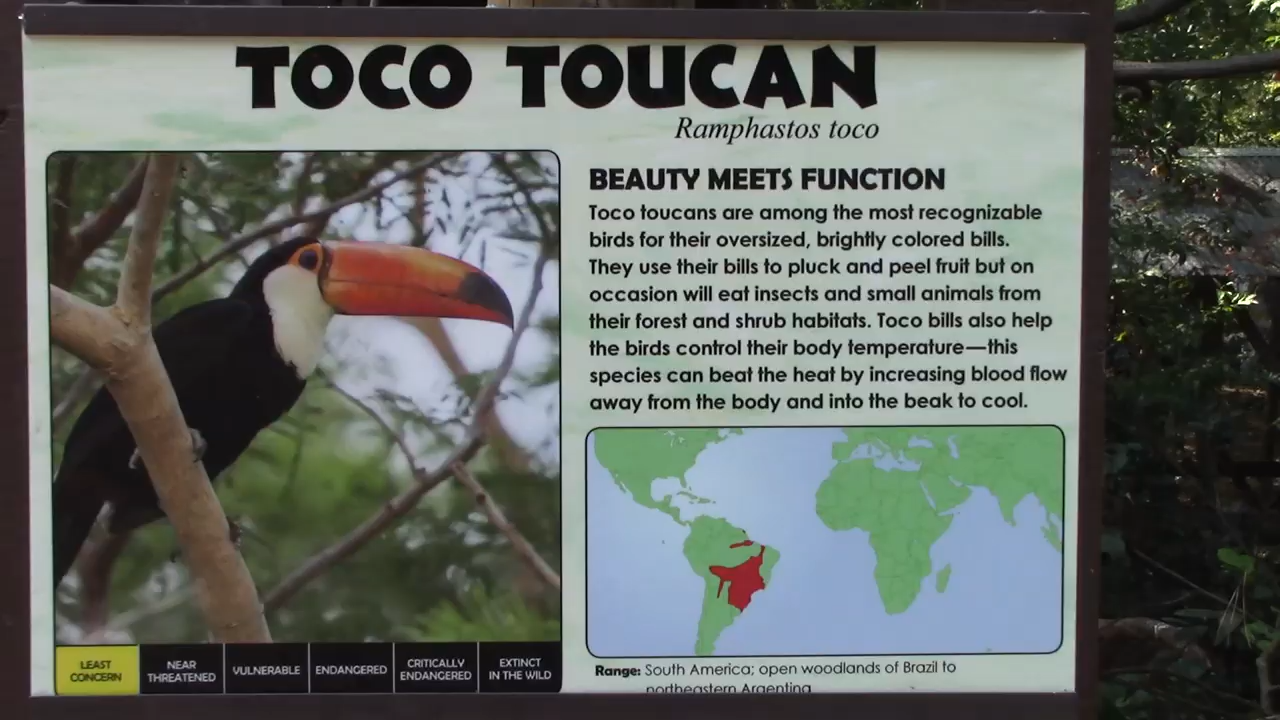 TOCO TOUCAN
Ramphastos toco
BEAUTY MEETS FUNCTION
Toco toucans are among the most recognizable
birds for their oversized, brightly colored bills.
They use their bills to pluck and peel fruit but on
occasion will eat insects and small animals from
their forest and shrub habitats. Toco bills also help
the birds control their body temperature—this
species can beat the heat by increasing blood flow
away from the body and into the beak to cool.
LEAST
CONCERN
NEAR
THREATENED
VULNERABLE
ENDANGERED
CRITICALLY
ENDANGERED
EXTINCT
IN THE WILD
Range: South America; open woodlands of Brazil to
northeastern Argentina